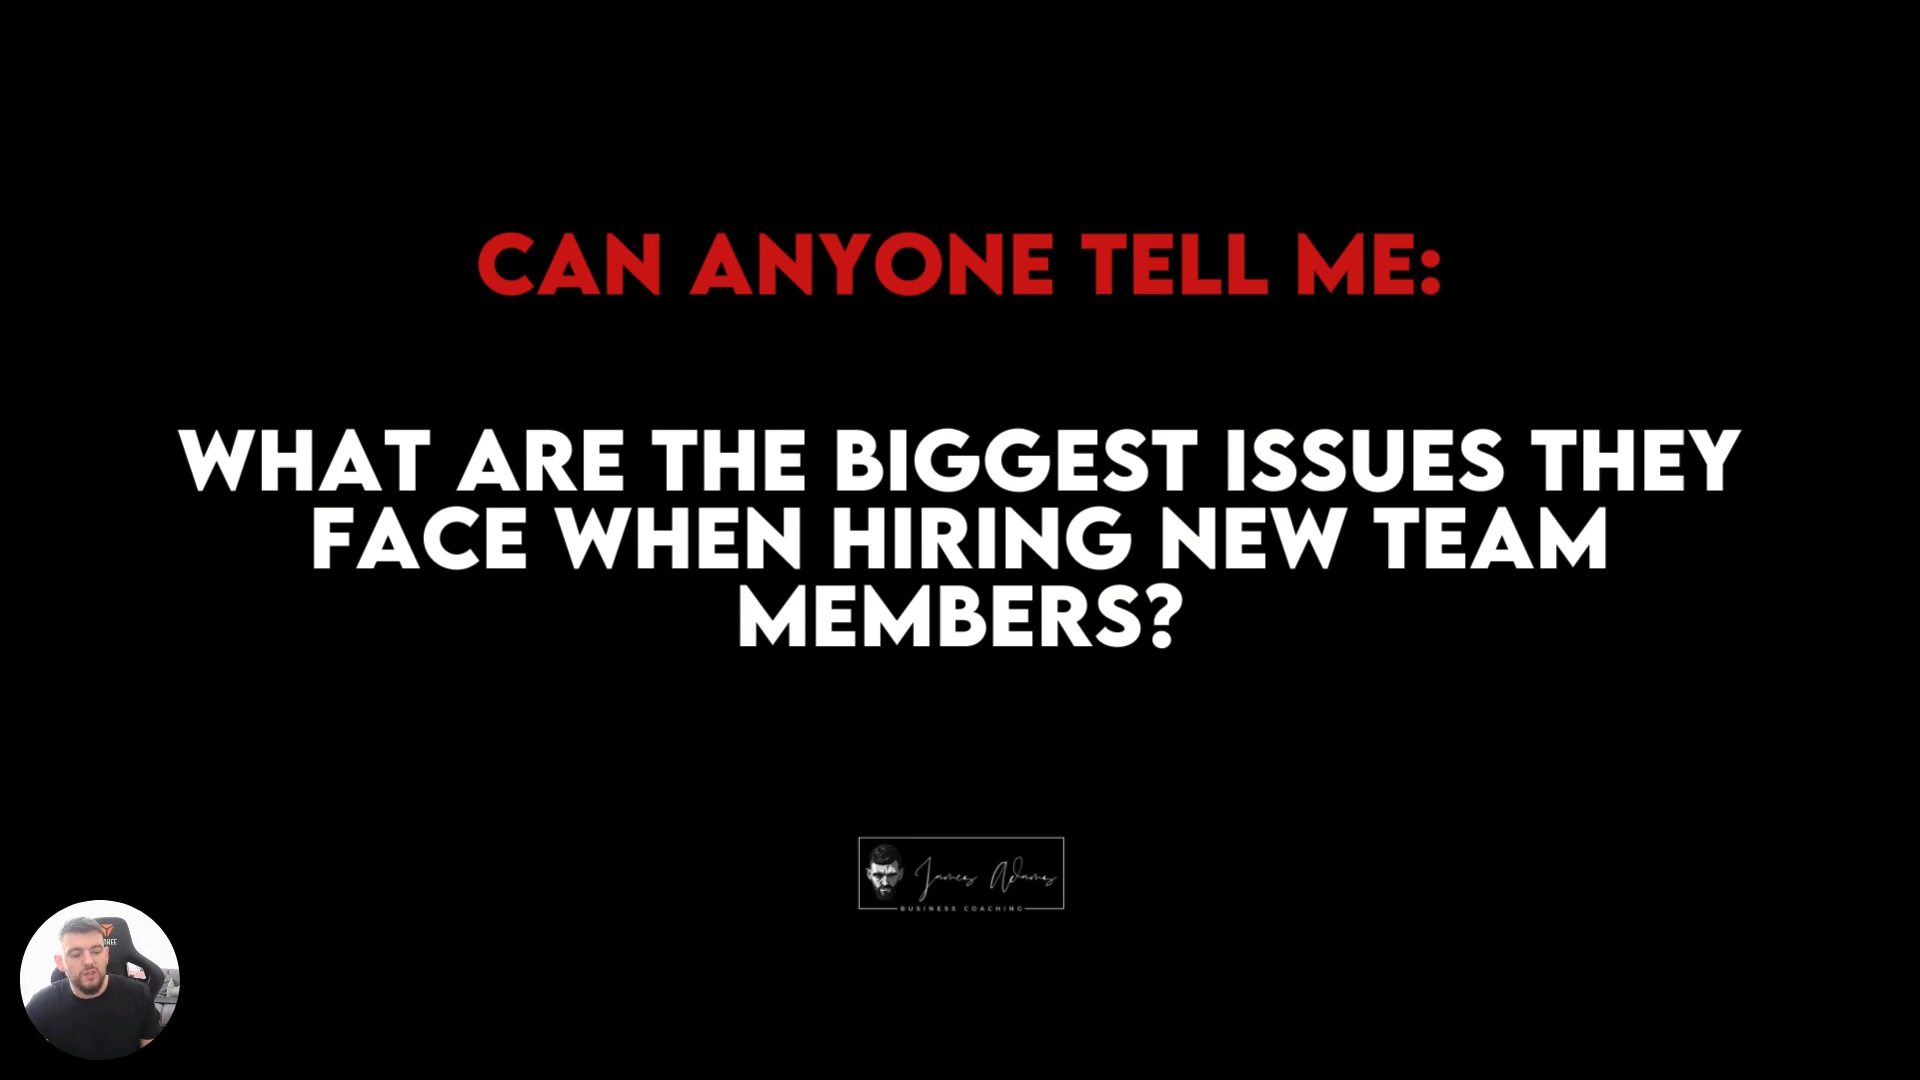 CAN ANYONE TELL ME:
WHAT ARE THE BIGGEST ISSUES THEY
FACE WHEN HIRING NEW TEAM
MEMBERS?
James Adams
BUSINESS COACHING